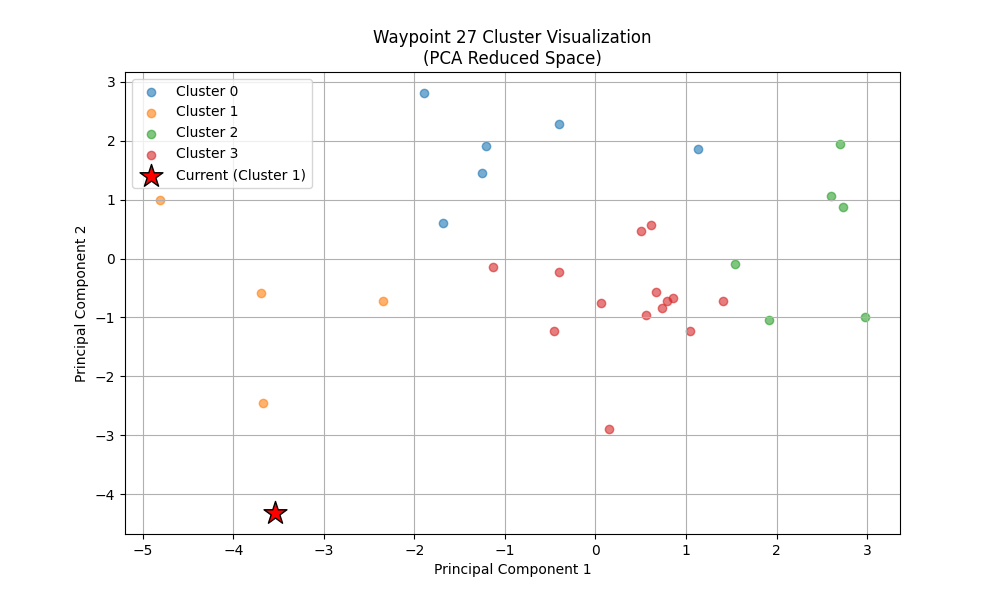 Waypoint 27 Cluster Visualization
(PCA Reduced Space)
Cluster 0
Cluster 1
Cluster 2
Cluster 3
Current (Cluster 1)
Principal Component 2
3
2
1
0
−1
−2
−3
−4
−5
−4
−3
−2
−1
0
1
2
3
Principal Component 1